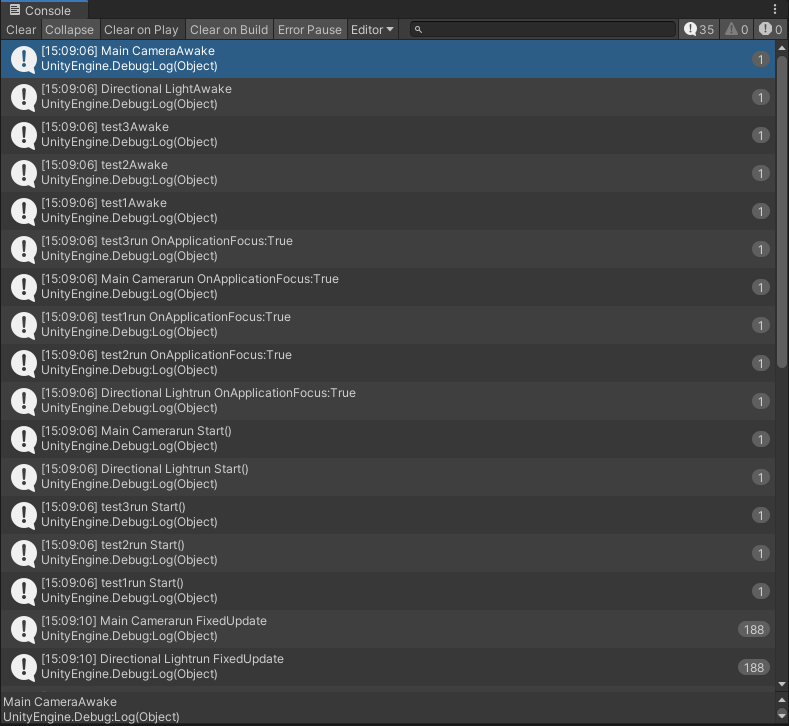 Console
Clear Collapse Clear on Play Clear on Build Error Pause Editor 35 0 0
[15:09:06] Main CameraAwake
UnityEngine.Debug:Log(Object)
1
[15:09:06] Directional LightAwake
UnityEngine.Debug:Log(Object)
1
[15:09:06] test3Awake
UnityEngine.Debug:Log(Object)
1
[15:09:06] test2Awake
UnityEngine.Debug:Log(Object)
1
[15:09:06] test1Awake
UnityEngine.Debug:Log(Object)
1
[15:09:06] test3run OnApplicationFocus:True
UnityEngine.Debug:Log(Object)
1
[15:09:06] Main Camerarun OnApplicationFocus:True
UnityEngine.Debug:Log(Object)
1
[15:09:06] test1run OnApplicationFocus:True
UnityEngine.Debug:Log(Object)
1
[15:09:06] test2run OnApplicationFocus:True
UnityEngine.Debug:Log(Object)
1
[15:09:06] Directional Lightrun OnApplicationFocus:True
UnityEngine.Debug:Log(Object)
1
[15:09:06] Main Camerarun Start()
UnityEngine.Debug:Log(Object)
1
[15:09:06] Directional Lightrun Start()
UnityEngine.Debug:Log(Object)
1
[15:09:06] test3run Start()
UnityEngine.Debug:Log(Object)
1
[15:09:06] test2run Start()
UnityEngine.Debug:Log(Object)
1
[15:09:06] test1run Start()
UnityEngine.Debug:Log(Object)
1
[15:09:10] Main Camerarun FixedUpdate
UnityEngine.Debug:Log(Object)
188
[15:09:10] Directional Lightrun FixedUpdate
UnityEngine.Debug:Log(Object)
188
Main CameraAwake
UnityEngine.Debug:Log(Object)